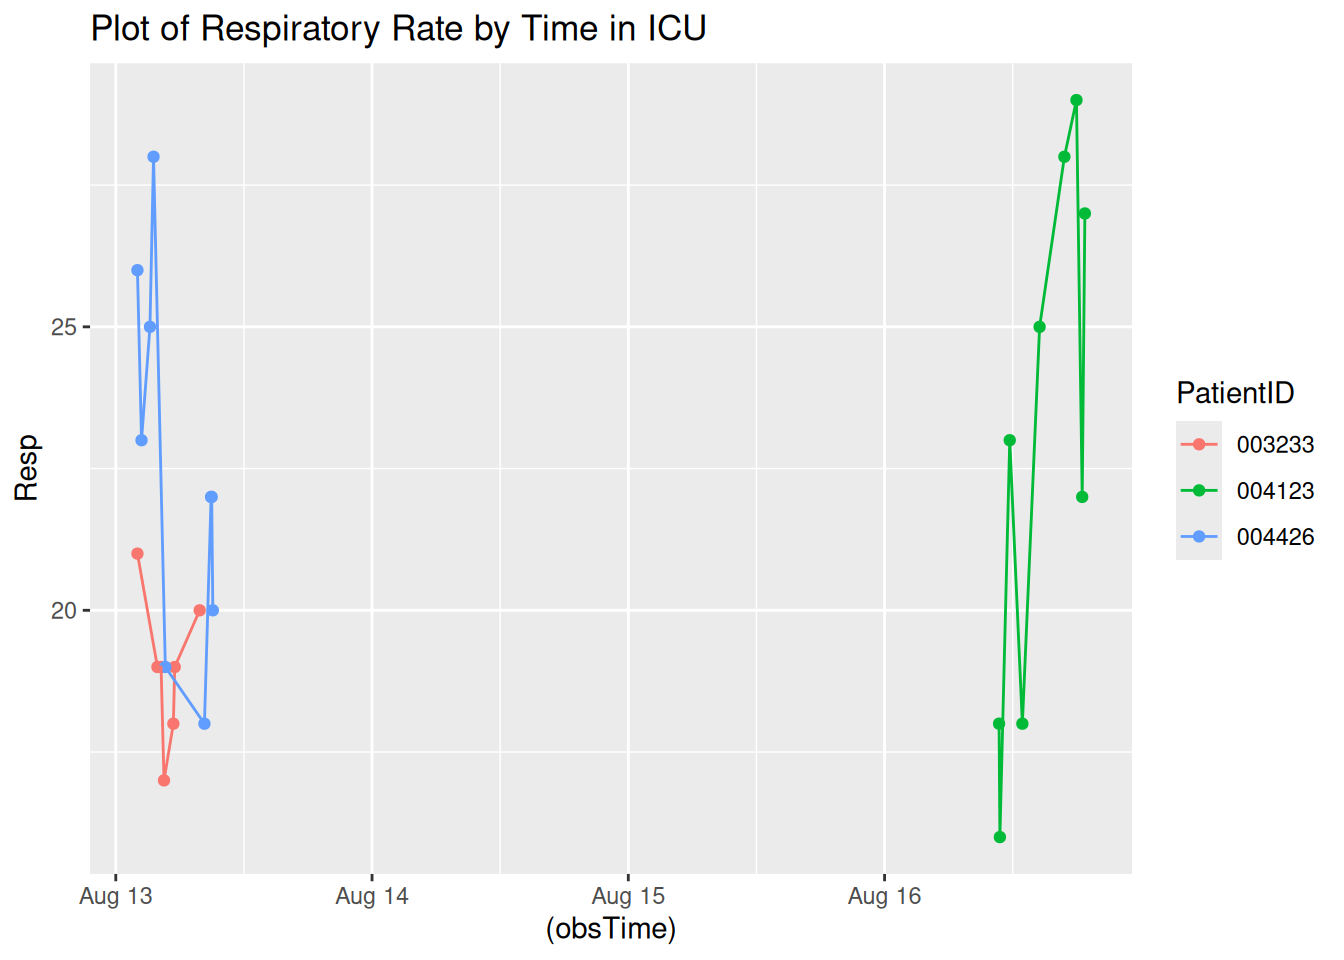 Plot of Respiratory Rate by Time in ICU
Resp
25
20
Aug 13
Aug 14
Aug 15
Aug 16
(obsTime)
PatientID
003233
004123
004426